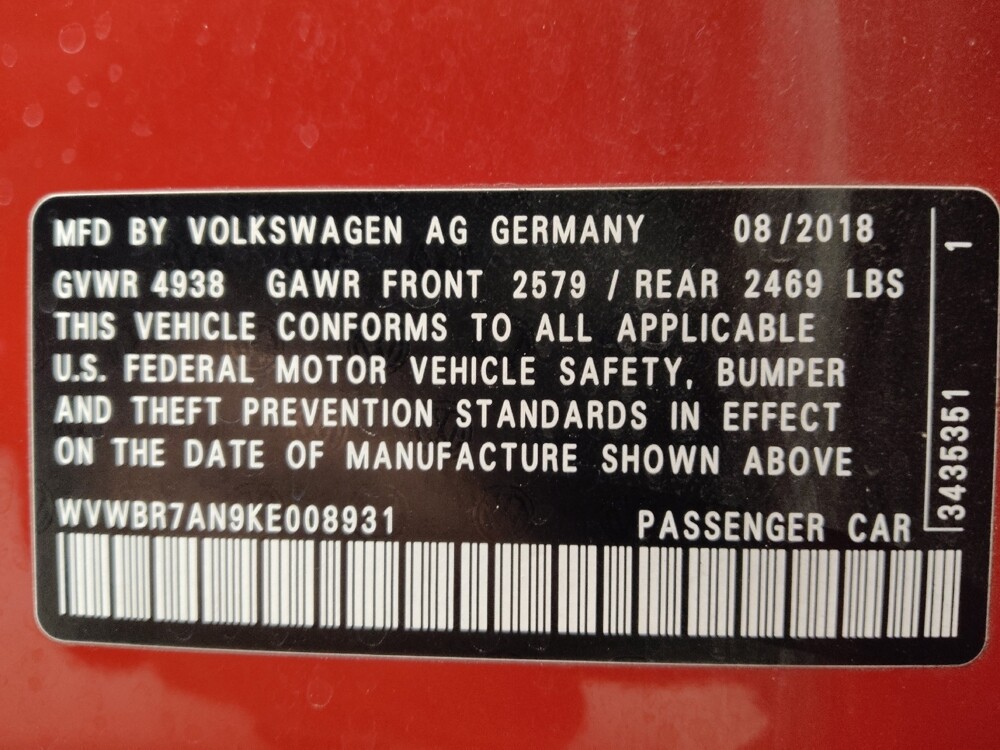 MFD BY VOLKSWAGEN AG GERMANY 08/2018
GVWR 4938 GAWR FRONT 2579 / REAR 2469 LBS
THIS VEHICLE CONFORMS TO ALL APPLICABLE
U.S. FEDERAL MOTOR VEHICLE SAFETY, BUMPER
AND THEFT PREVENTION STANDARDS IN EFFECT
ON THE DATE OF MANUFACTURE SHOWN ABOVE
WVWBR7AN9KE008931 PASSENGER CAR
3435351 1